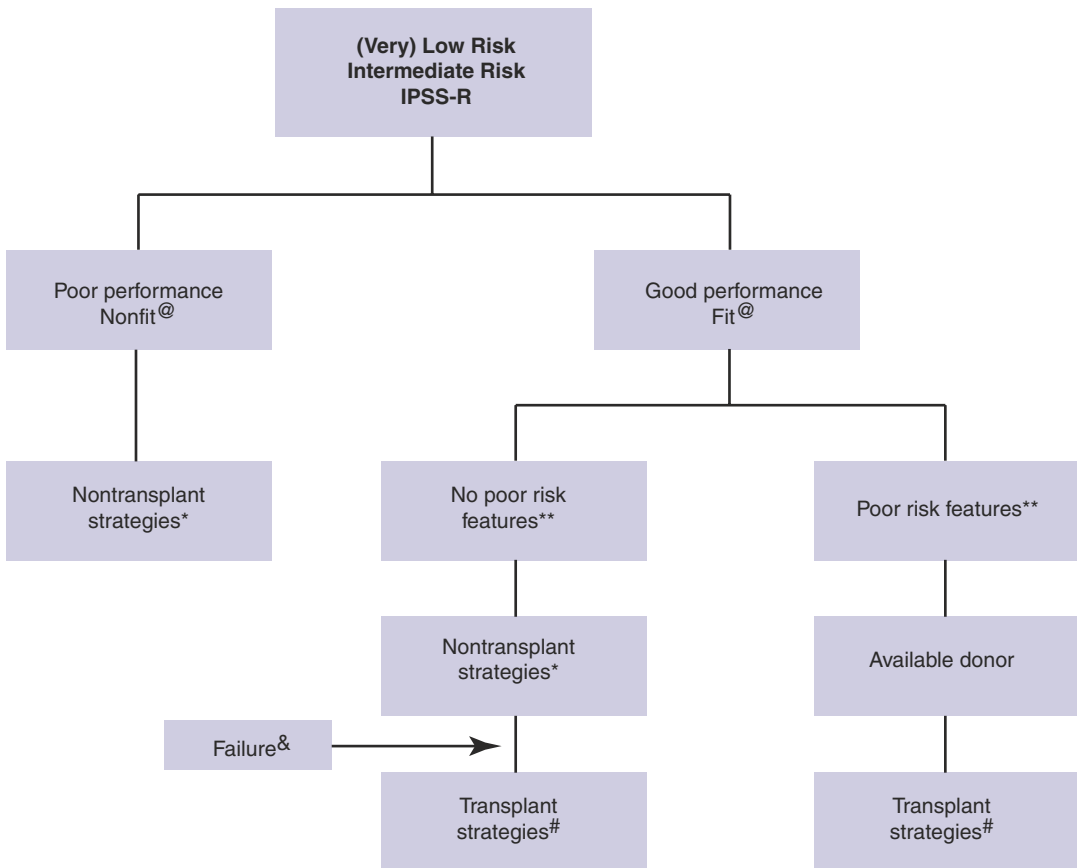 (Very) Low Risk
Intermediate Risk
IPSS-R
Poor performance
Nonfit@
Good performance
Fit@
Nontransplant
strategies*
No poor risk
features**
Poor risk features**
Nontransplant
strategies*
Available donor
Failure&
Transplant
strategies#
Transplant
strategies#